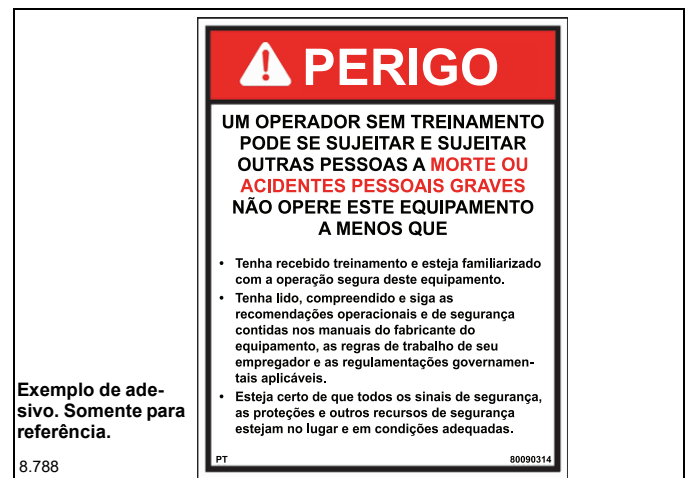 PERIGO
UM OPERADOR SEM TREINAMENTO
PODE SE SUJEITAR E SUJEITAR
OUTRAS PESSOAS A MORTE OU
ACIDENTES PESSOAIS GRAVES
NÃO OPERE ESTE EQUIPAMENTO
A MENOS QUE
• Tenha recebido treinamento e esteja familiarizado
com a operação segura deste equipamento.
• Tenha lido, compreendido e siga as
recomendações operacionais e de segurança
contidas nos manuais do fabricante do
equipamento, as regras de trabalho de seu
empregador e as regulamentações governamen-
tais aplicáveis.
• Esteja certo de que todos os sinais de segurança,
as proteções e outros recursos de segurança
estejam no lugar e em condições adequadas.
PT 80090314
Exemplo de ade-
sivo. Somente para
referência.
8.788